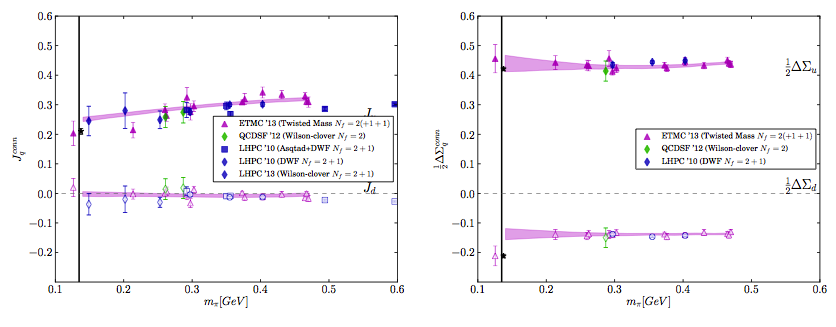 0.6
0.5
0.4
0.3
0.2
0.1
0.0
−0.1
−0.2
0.1
0.2
0.3
0.4
0.5
0.6
J_q^{conn}
m_π[GeV]
J_d
ETMC '13 (Twisted Mass N_f = 2(+1+1)
QCDSF '12 (Wilson-clover N_f = 2)
LHPC '10 (Asqtad+DWF N_f = 2 + 1)
LHPC '10 (DWF N_f = 2 + 1)
LHPC '13 (Wilson-clover N_f = 2+1)
0.6
0.5
0.4
0.3
0.2
0.1
0.0
−0.1
−0.2
0.1
0.2
0.3
0.4
0.5
0.6
½ΔΣ_q^{conn}
m_π[GeV]
½ΔΣ_u
½ΔΣ_d
ETMC '13 (Twisted Mass N_f = 2(+1+1)
QCDSF '12 (Wilson-clover N_f = 2)
LHPC '10 (DWF N_f = 2 + 1)